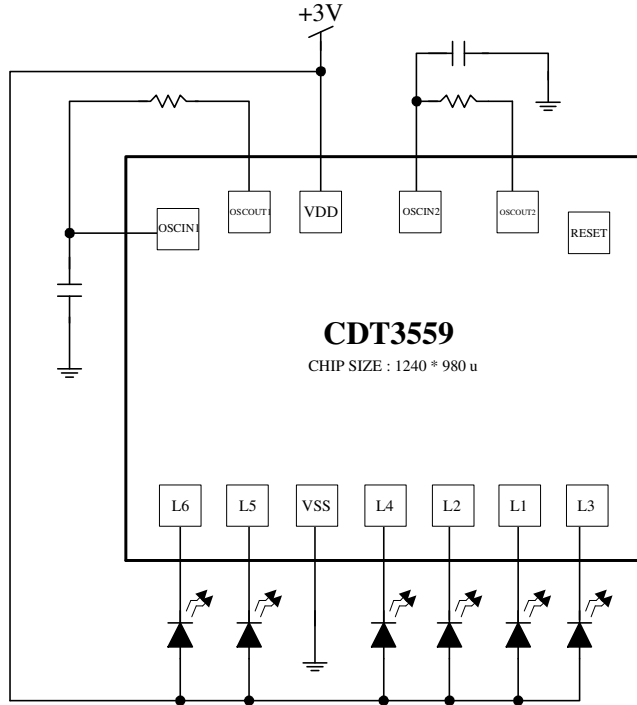 +3V
OSCIN1
OSCOUT1
VDD
OSCIN2
OSCOUT2
RESET
CDT3559
CHIP SIZE : 1240 * 980 u
L6
L5
VSS
L4
L2
L1
L3